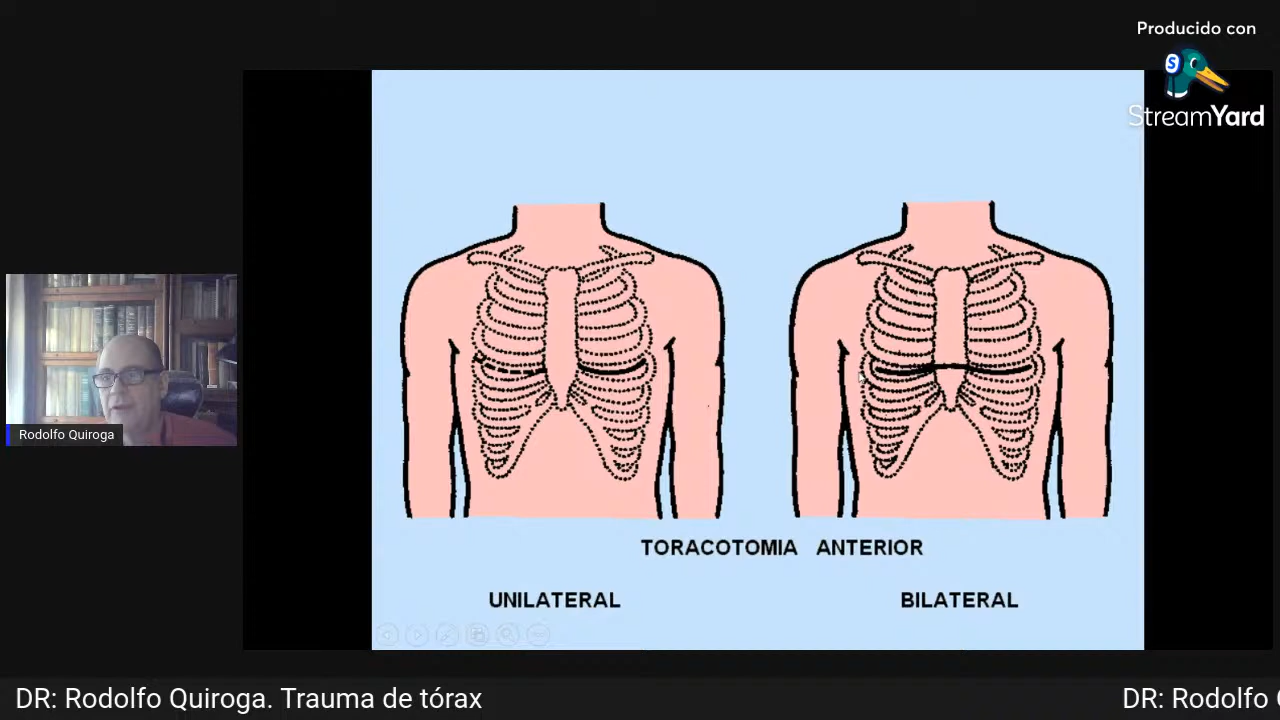 Producido con
StreamYard
Rodolfo Quiroga
TORACOTOMIA ANTERIOR
UNILATERAL
BILATERAL
DR: Rodolfo Quiroga. Trauma de tórax
DR: Rodolfo